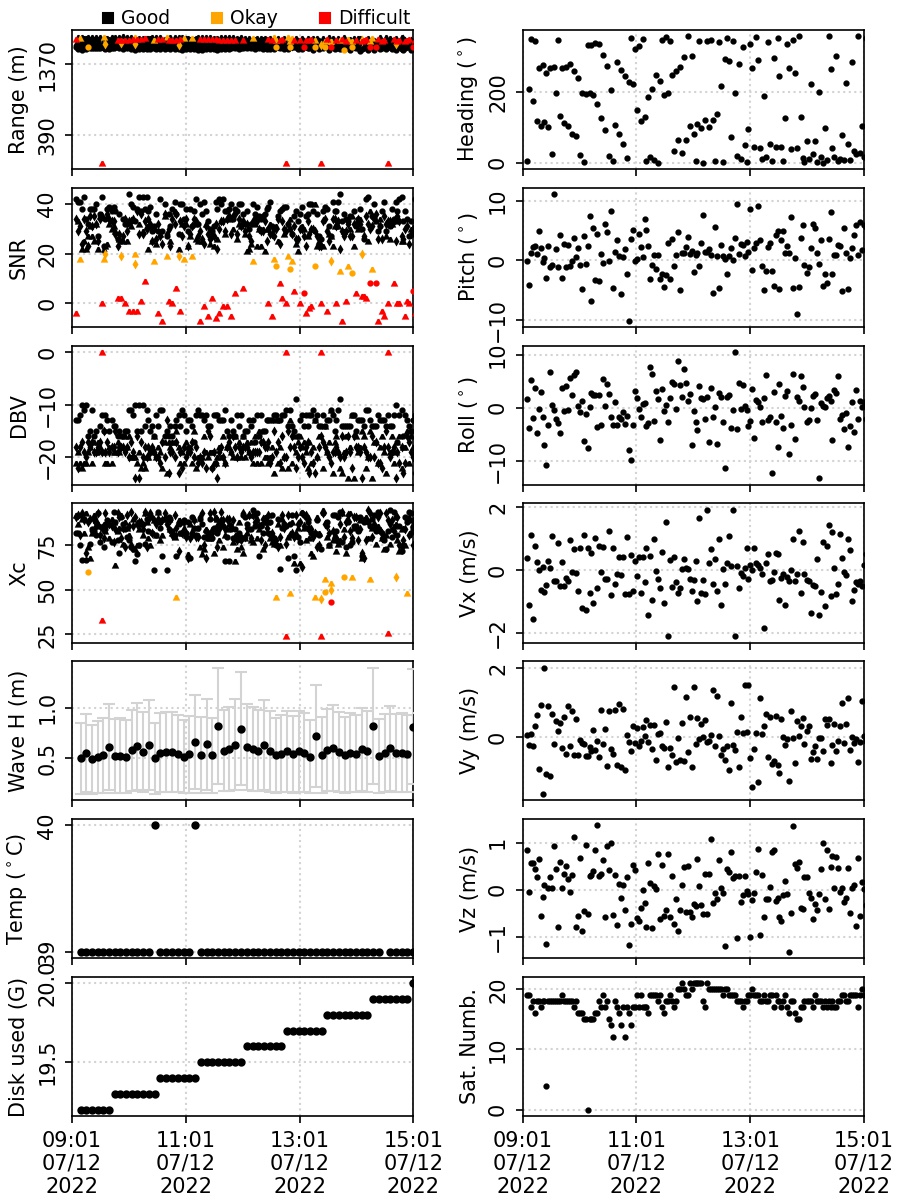 Good Okay Difficult
Range (m)
1370
390
Heading (°)
200
0
SNR
40
20
0
Pitch (°)
10
0
−10
DBV
0
−10
−20
Roll (°)
10
0
−10
Xc
75
50
25
Vx (m/s)
2
0
−2
Wave H (m)
1.0
0.5
Vy (m/s)
2
0
Temp (°C)
40
39
Vz (m/s)
1
0
−1
Disk used (G)
20.0
19.5
Sat. Numb.
20
10
0
09:01 11:01 13:01 15:01 09:01 11:01 13:01 15:01
07/12 07/12 07/12 07/12 07/12 07/12 07/12 07/12
2022 2022 2022 2022 2022 2022 2022 2022